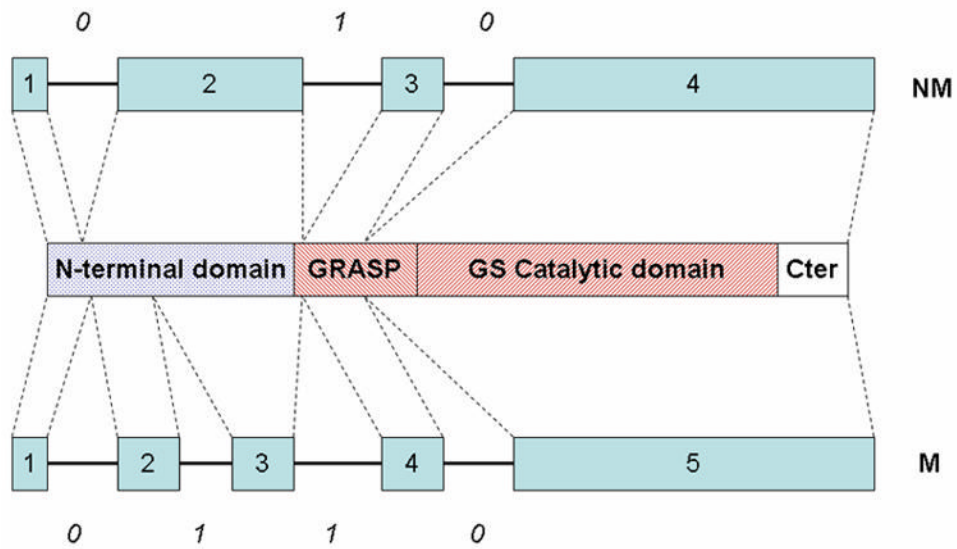 0 1 0
1 2 3 4 NM
N-terminal domain GRASP GS Catalytic domain Cter
1 2 3 4 5 M
0 1 1 0